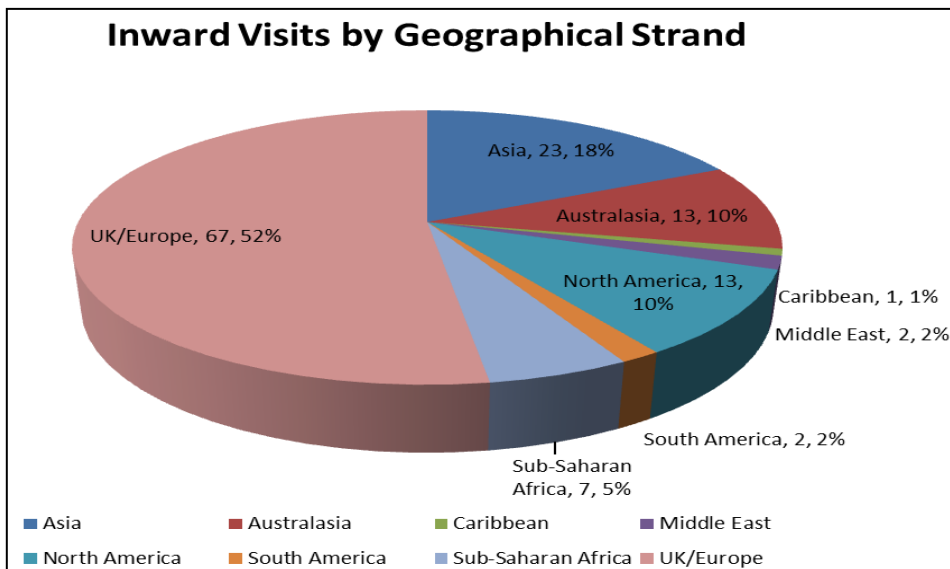 Inward Visits by Geographical Strand
Asia, 23, 18%
Australasia, 13, 10%
UK/Europe, 67, 52%
North America, 13,
10%
Caribbean, 1, 1%
Middle East, 2, 2%
South America, 2, 2%
Sub-Saharan
Africa, 7, 5%
Asia
Australasia
Caribbean
Middle East
North America
South America
Sub-Saharan Africa
UK/Europe